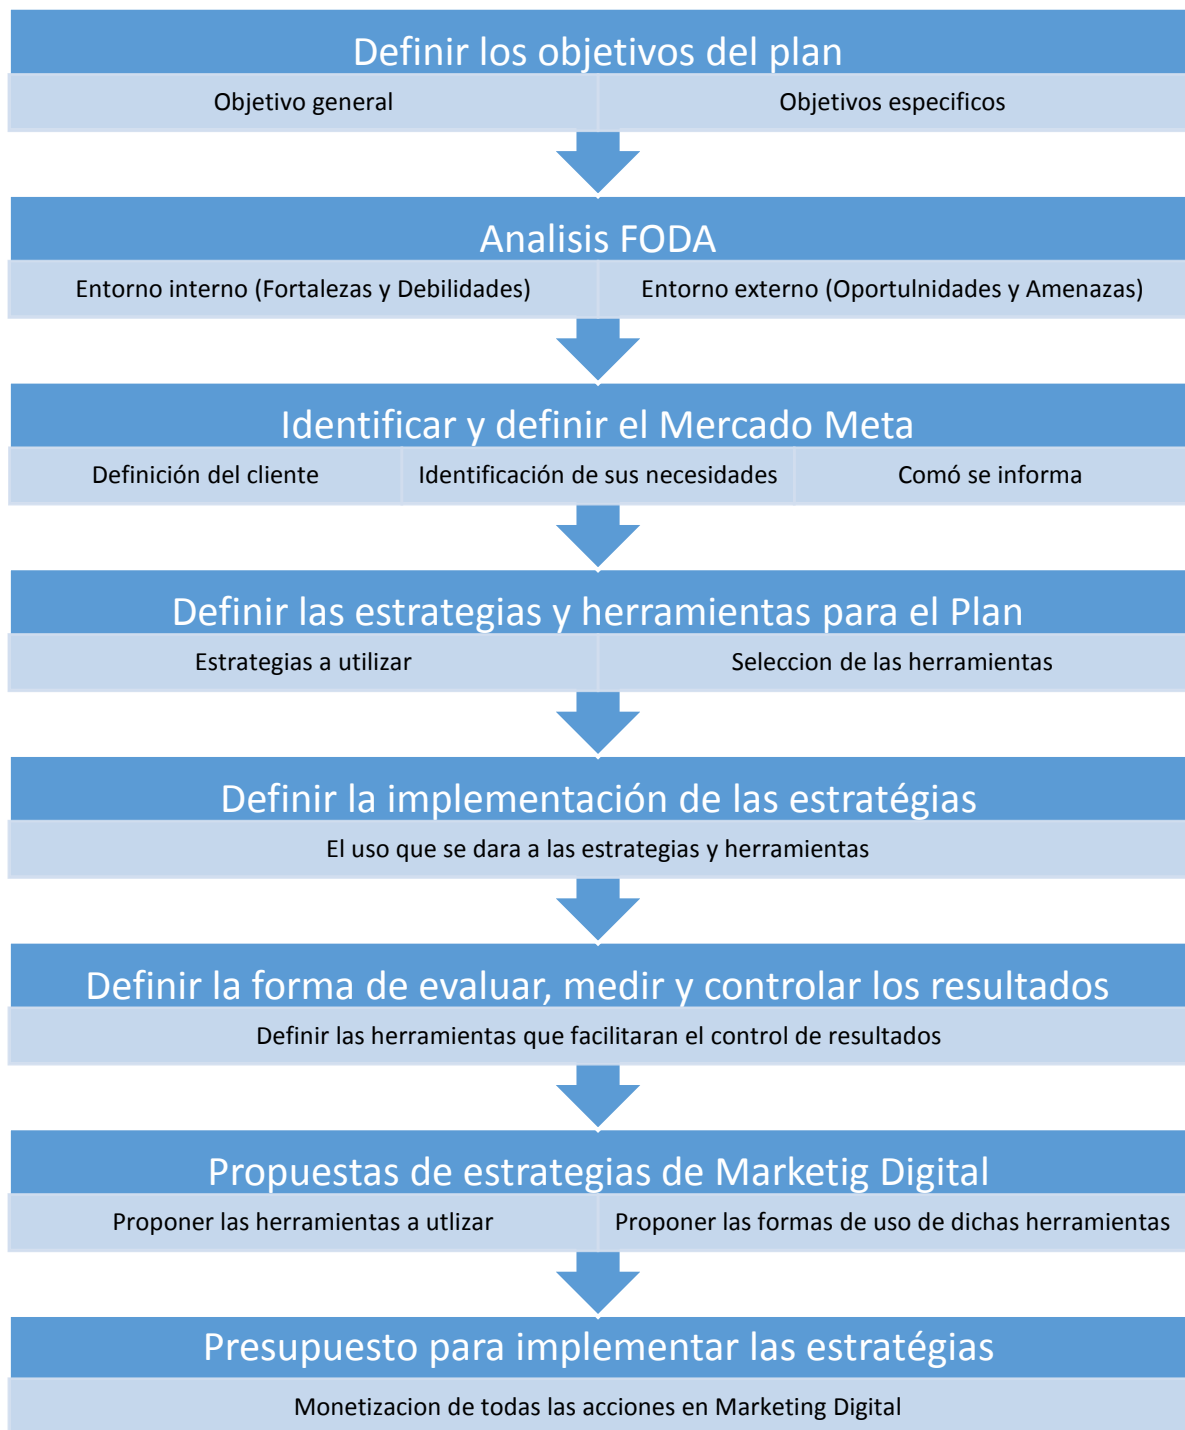 Definir los objetivos del plan
Objetivo general
Objetivos especificos
Analisis FODA
Entorno interno (Fortalezas y Debilidades)
Entorno externo (Oportulnidades y Amenazas)
Identificar y definir el Mercado Meta
Definición del cliente
Identificación de sus necesidades
Comó se informa
Definir las estrategias y herramientas para el Plan
Estrategias a utilizar
Seleccion de las herramientas
Definir la implementación de las estratégias
El uso que se dara a las estrategias y herramientas
Definir la forma de evaluar, medir y controlar los resultados
Definir las herramientas que facilitaran el control de resultados
Propuestas de estrategias de Marketig Digital
Proponer las herramientas a utlizar
Proponer las formas de uso de dichas herramientas
Presupuesto para implementar las estratégias
Monetizacion de todas las acciones en Marketing Digital